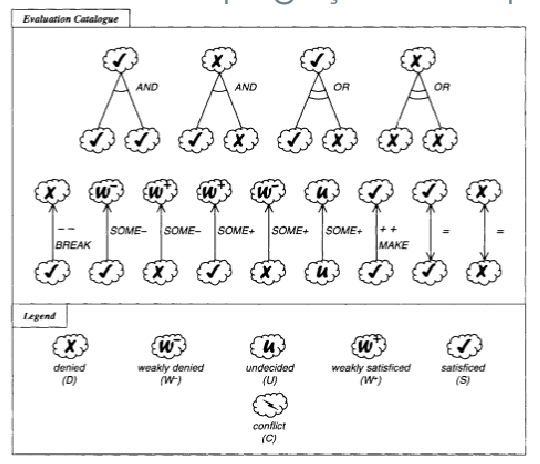 Evaluation Catalogue
✓ X ✓ X
AND AND OR OR
✓ ✓ ✓ X ✓ X X X
X W⁻ W⁺ W⁺ W⁻ u ✓ ✓ X
-- SOME- SOME- SOME+ SOME+ SOME+ ++ = =
BREAK MAKE
✓ ✓ X ✓ X u ✓ ✓ X
Legend
X W⁻ u W⁺ ✓
denied weakly denied undecided weakly satisficed satisficed
(D) (W⁻) (U) (W⁻) (S)
conflict
(C)